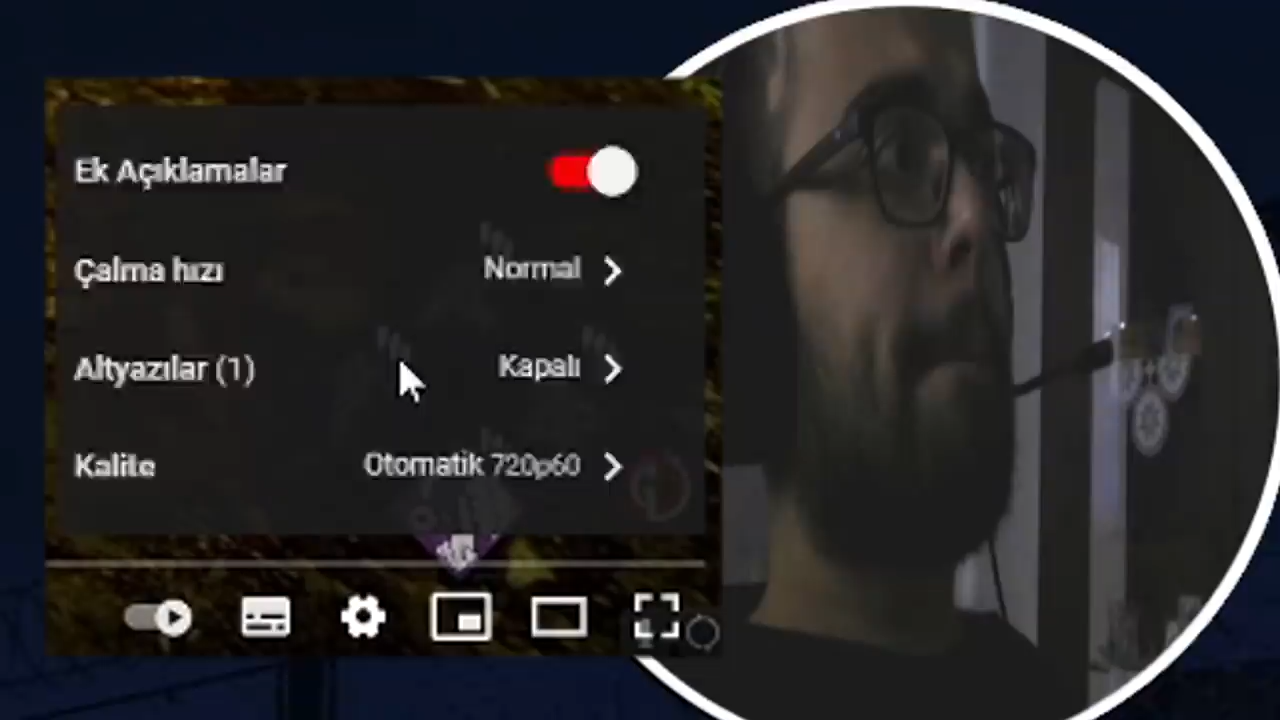 Ek Açıklamalar
Çalma hızı Normal
Altyazılar (1) Kapalı
Kalite Otomatik 720p60